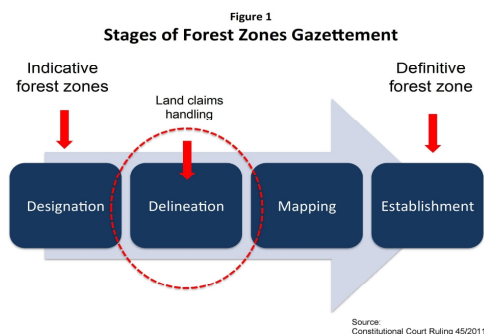 Figure 1
Stages of Forest Zones Gazettement
Indicative
forest zones
Land claims
handling
Definitive
forest zone
Designation
Delineation
Mapping
Establishment
Source:
Constitutional Court Ruling 45/2011